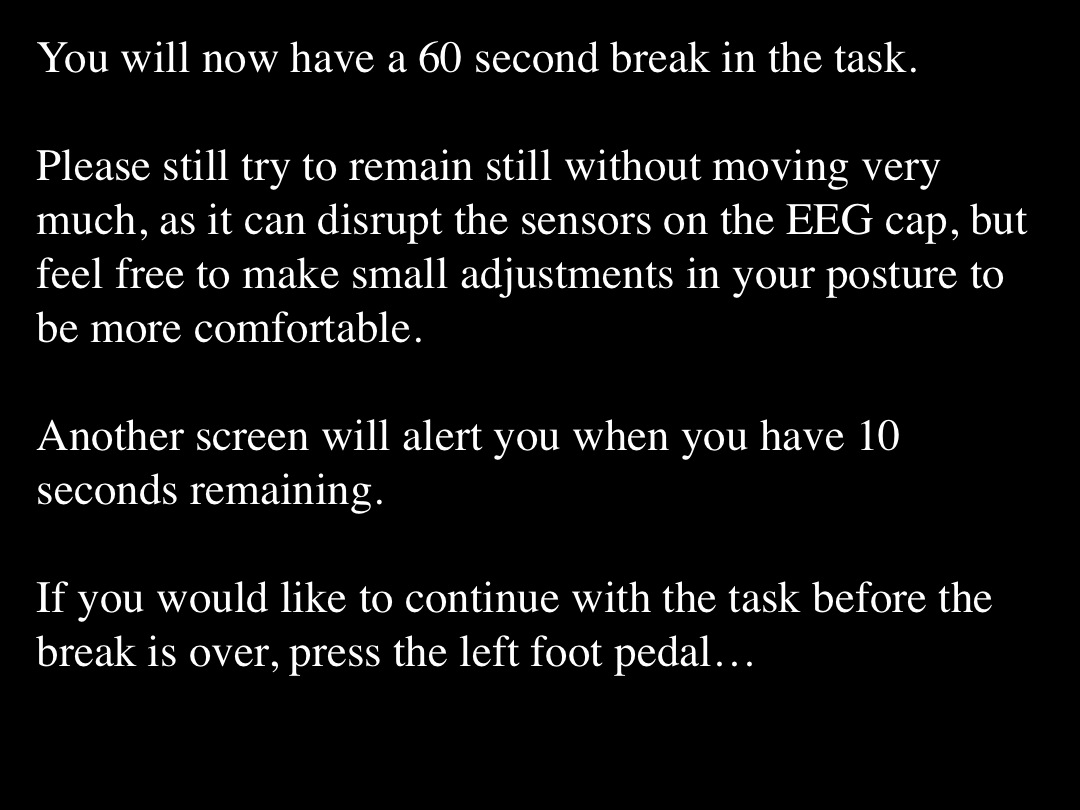 You will now have a 60 second break in the task.
Please still try to remain still without moving very
much, as it can disrupt the sensors on the EEG cap, but
feel free to make small adjustments in your posture to
be more comfortable.
Another screen will alert you when you have 10
seconds remaining.
If you would like to continue with the task before the
break is over, press the left foot pedal…